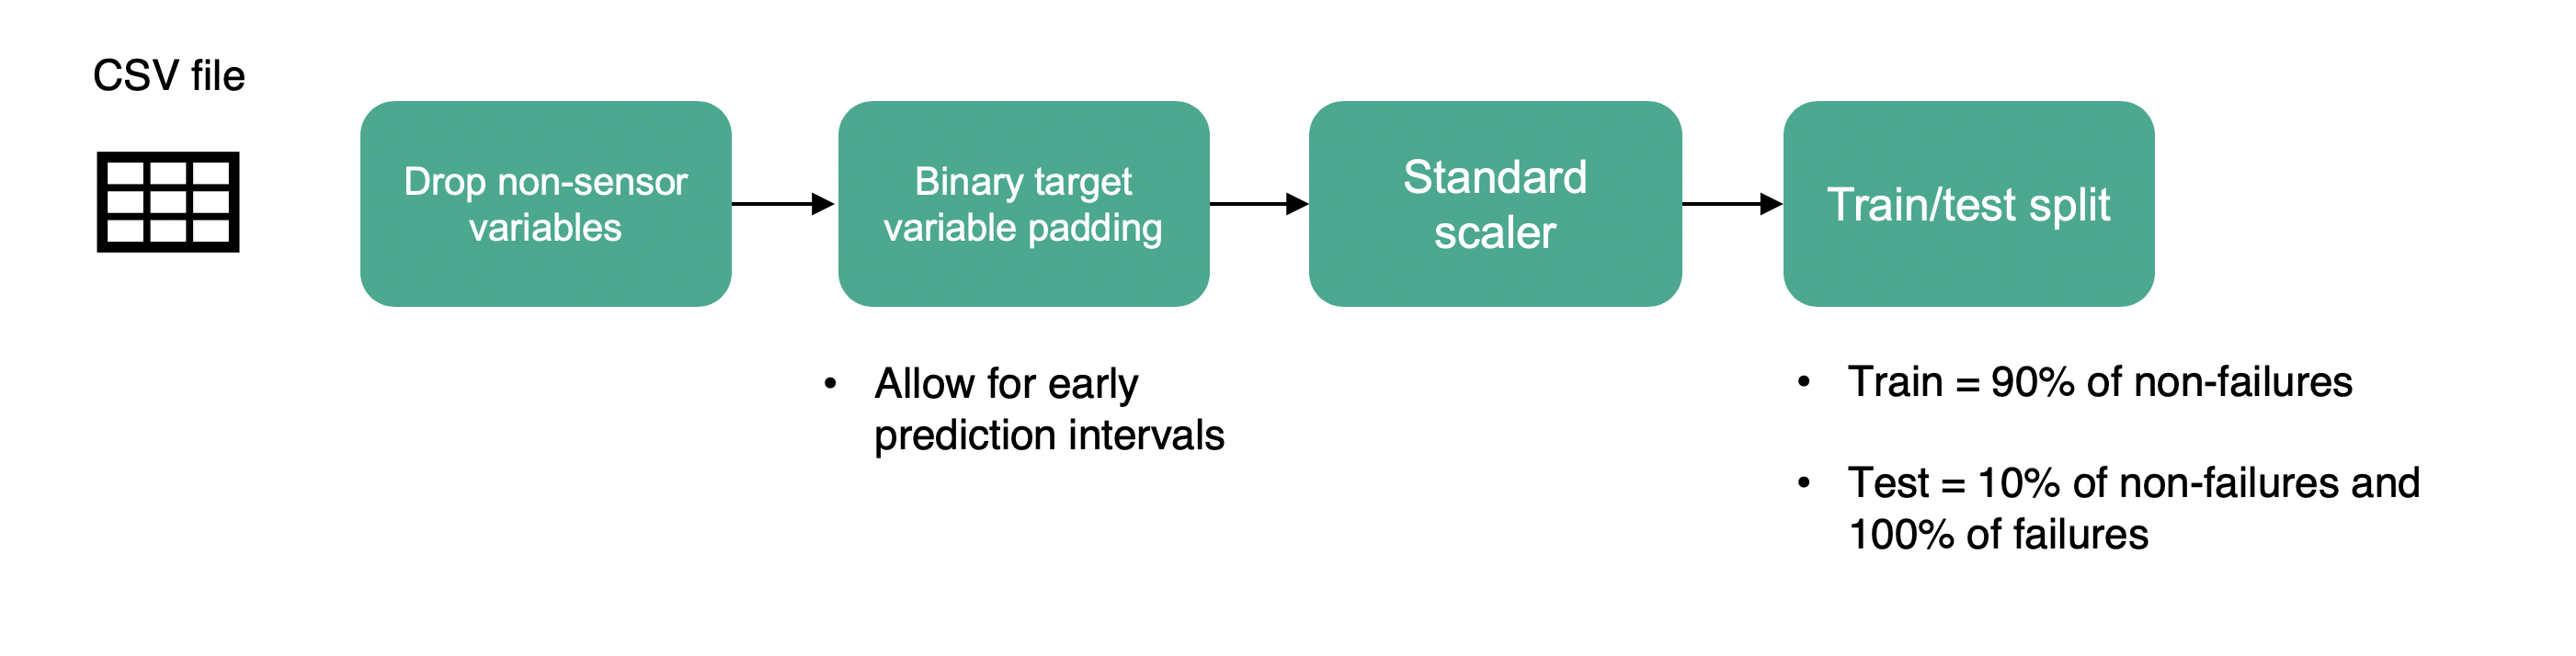 CSV file
Drop non-sensor
variables
Binary target
variable padding
Standard
scaler
Train/test split
• Allow for early
prediction intervals
• Train = 90% of non-failures
• Test = 10% of non-failures and
100% of failures